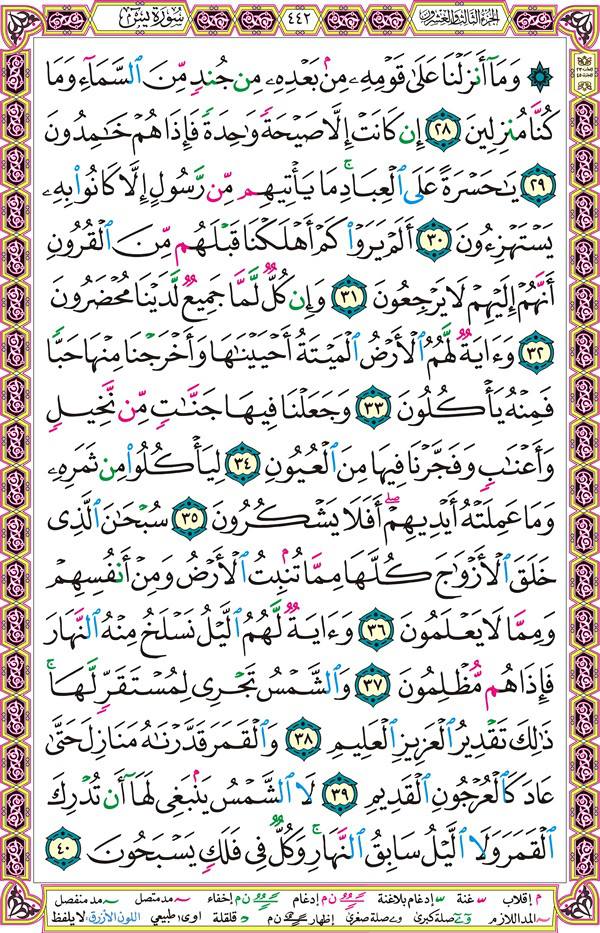 الجزء الثالث والعشرون ٤٤٢ سورة يس
۞ وَمَآ أَنزَلْنَا عَلَىٰ قَوْمِهِۦ مِنۢ بَعْدِهِۦ مِن جُندٍ مِّنَ ٱلسَّمَآءِ وَمَا
كُنَّا مُنزِلِينَ ٢٨ إِن كَانَتْ إِلَّا صَيْحَةً وَٰحِدَةً فَإِذَا هُمْ خَٰمِدُونَ
٢٩ يَٰحَسْرَةً عَلَى ٱلْعِبَادِ ۚ مَا يَأْتِيهِم مِّن رَّسُولٍ إِلَّا كَانُوا۟ بِهِۦ
يَسْتَهْزِءُونَ ٣٠ أَلَمْ يَرَوْا۟ كَمْ أَهْلَكْنَا قَبْلَهُم مِّنَ ٱلْقُرُونِ
أَنَّهُمْ إِلَيْهِمْ لَا يَرْجِعُونَ ٣١ وَإِن كُلٌّ لَّمَّا جَمِيعٌ لَّدَيْنَا مُحْضَرُونَ
٣٢ وَءَايَةٌ لَّهُمُ ٱلْأَرْضُ ٱلْمَيْتَةُ أَحْيَيْنَٰهَا وَأَخْرَجْنَا مِنْهَا حَبًّا
فَمِنْهُ يَأْكُلُونَ ٣٣ وَجَعَلْنَا فِيهَا جَنَّٰتٍ مِّن نَّخِيلٍ
وَأَعْنَٰبٍ وَفَجَّرْنَا فِيهَا مِنَ ٱلْعُيُونِ ٣٤ لِيَأْكُلُوا۟ مِن ثَمَرِهِۦ
وَمَا عَمِلَتْهُ أَيْدِيهِمْ ۖ أَفَلَا يَشْكُرُونَ ٣٥ سُبْحَٰنَ ٱلَّذِى
خَلَقَ ٱلْأَزْوَٰجَ كُلَّهَا مِمَّا تُنۢبِتُ ٱلْأَرْضُ وَمِنْ أَنفُسِهِمْ
وَمِمَّا لَا يَعْلَمُونَ ٣٦ وَءَايَةٌ لَّهُمُ ٱلَّيْلُ نَسْلَخُ مِنْهُ ٱلنَّهَارَ
فَإِذَا هُم مُّظْلِمُونَ ٣٧ وَٱلشَّمْسُ تَجْرِى لِمُسْتَقَرٍّ لَّهَا ۚ
ذَٰلِكَ تَقْدِيرُ ٱلْعَزِيزِ ٱلْعَلِيمِ ٣٨ وَٱلْقَمَرَ قَدَّرْنَٰهُ مَنَازِلَ حَتَّىٰ
عَادَ كَٱلْعُرْجُونِ ٱلْقَدِيمِ ٣٩ لَا ٱلشَّمْسُ يَنۢبَغِى لَهَآ أَن تُدْرِكَ
ٱلْقَمَرَ وَلَا ٱلَّيْلُ سَابِقُ ٱلنَّهَارِ ۚ وَكُلٌّ فِى فَلَكٍ يَسْبَحُونَ ٤٠
م إقلاب غنة إدغام بلاغنة ن م إدغام ن م إخفاء مد متصل مد منفصل
المد اللازم صلة كبرى صلة صغرى إظهار ن م قلقلة اوى طبيعي اللون الأزرق لا يلفظ